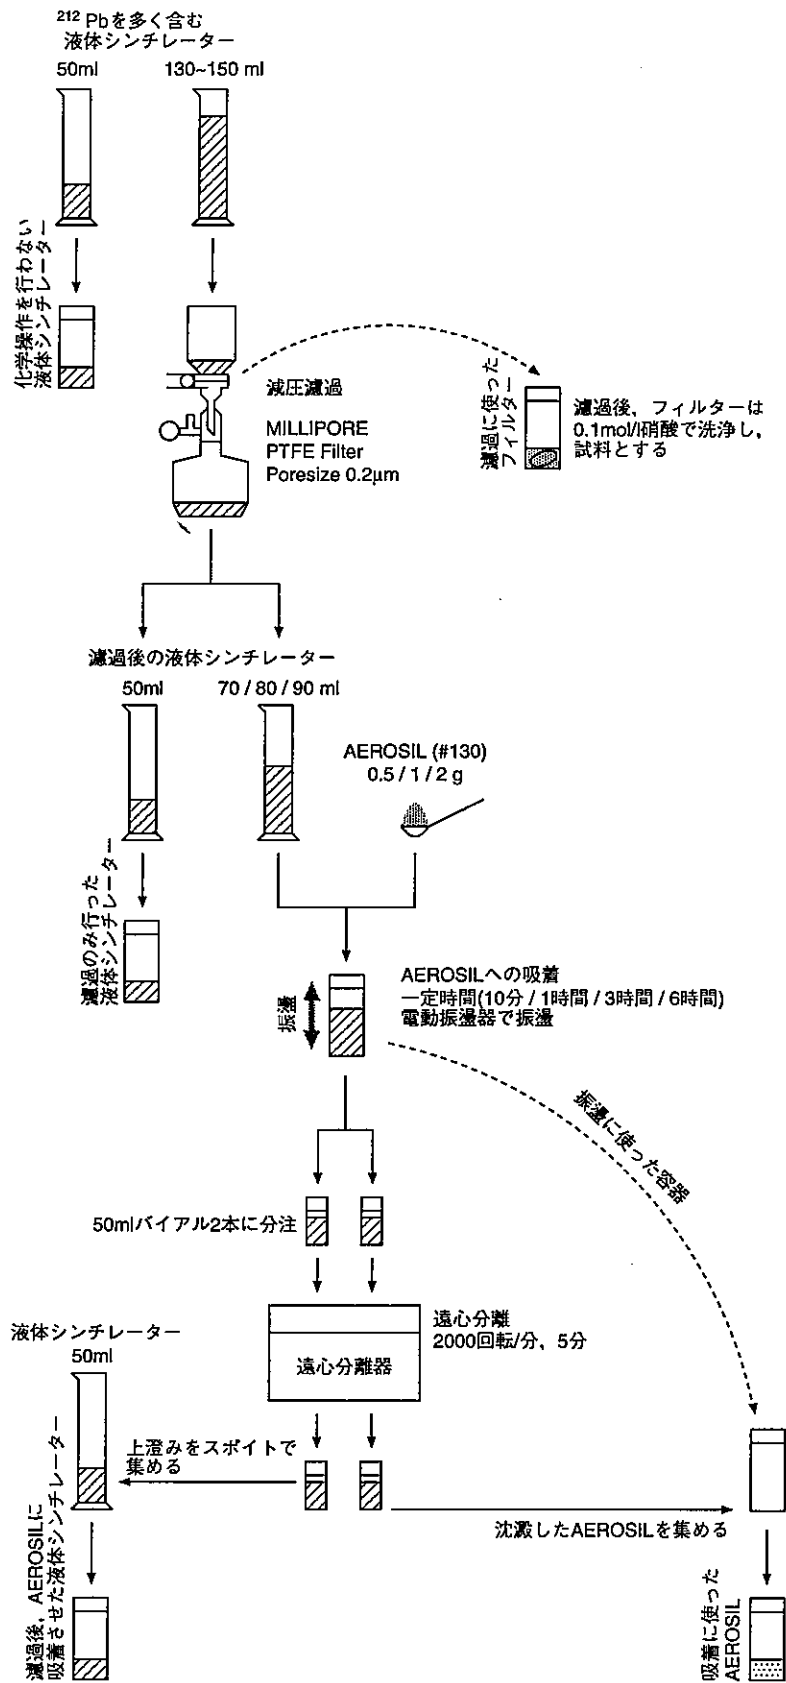 ²¹²Pbを多く含む
液体シンチレーター
50ml
130~150 ml
化学操作を行わない
液体シンチレーター
減圧濾過
MILLIPORE
PTFE Filter
Poresize 0.2μm
濾過に使った
フィルター
濾過後，フィルターは
0.1mol/l硝酸で洗浄し，
試料とする
濾過後の液体シンチレーター
50ml
70 / 80 / 90 ml
AEROSIL (#130)
0.5 / 1 / 2 g
濾過のみ行った
液体シンチレーター
振盪
AEROSILへの吸着
一定時間(10分 / 1時間 / 3時間 / 6時間)
電動振盪器で振盪
振盪に使った容器
50mlバイアル2本に分注
遠心分離
2000回転/分，5分
遠心分離器
液体シンチレーター
50ml
上澄みをスポイトで
集める
沈澱したAEROSILを集める
濾過後，AEROSILに
吸着させた液体シンチレーター
吸着に使った
AEROSIL